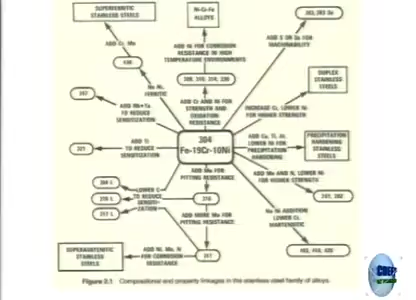 SUPERFERRITIC
STAINLESS STEELS
Ni-Cr-Fe
ALLOYS
303, 303 Se
ADD Cr, Mo
ADD Ni FOR CORROSION
RESISTANCE IN HIGH
TEMPERATURE ENVIRONMENTS
ADD S OR Se FOR
MACHINABILITY
430
No Ni,
FERRITIC
309, 310, 314, 330
DUPLEX
STAINLESS
STEELS
347
ADD Nb+Ta
TO REDUCE
SENSITIZATION
ADD Cr AND Ni FOR
STRENGTH AND
OXIDATION
RESISTANCE
INCREASE Cr, LOWER Ni
FOR HIGHER STRENGTH
321
ADD Ti
TO REDUCE
SENSITIZATION
304
Fe-19Cr-10Ni
ADD Cu, Ti, Al,
LOWER Ni FOR
PRECIPITATION
HARDENING
PRECIPITATION
HARDENING
STAINLESS
STEELS
304 L
316 L
317 L
LOWER C
TO REDUCE
SENSITI-
ZATION
ADD Mo FOR
PITTING RESISTANCE
316
ADD Mn AND N, LOWER Ni
FOR HIGHER STRENGTH
201, 202
ADD MORE Mo FOR
PITTING RESISTANCE
No Ni ADDITION
LOWER Cr,
MARTENSITIC
SUPERAUSTENITIC
STAINLESS
STEELS
ADD Ni, Mo, N
FOR CORROSION
RESISTANCE
317
403, 410, 420
Figure 3.1 Compositional and property linkages in the stainless steel family of alloys.